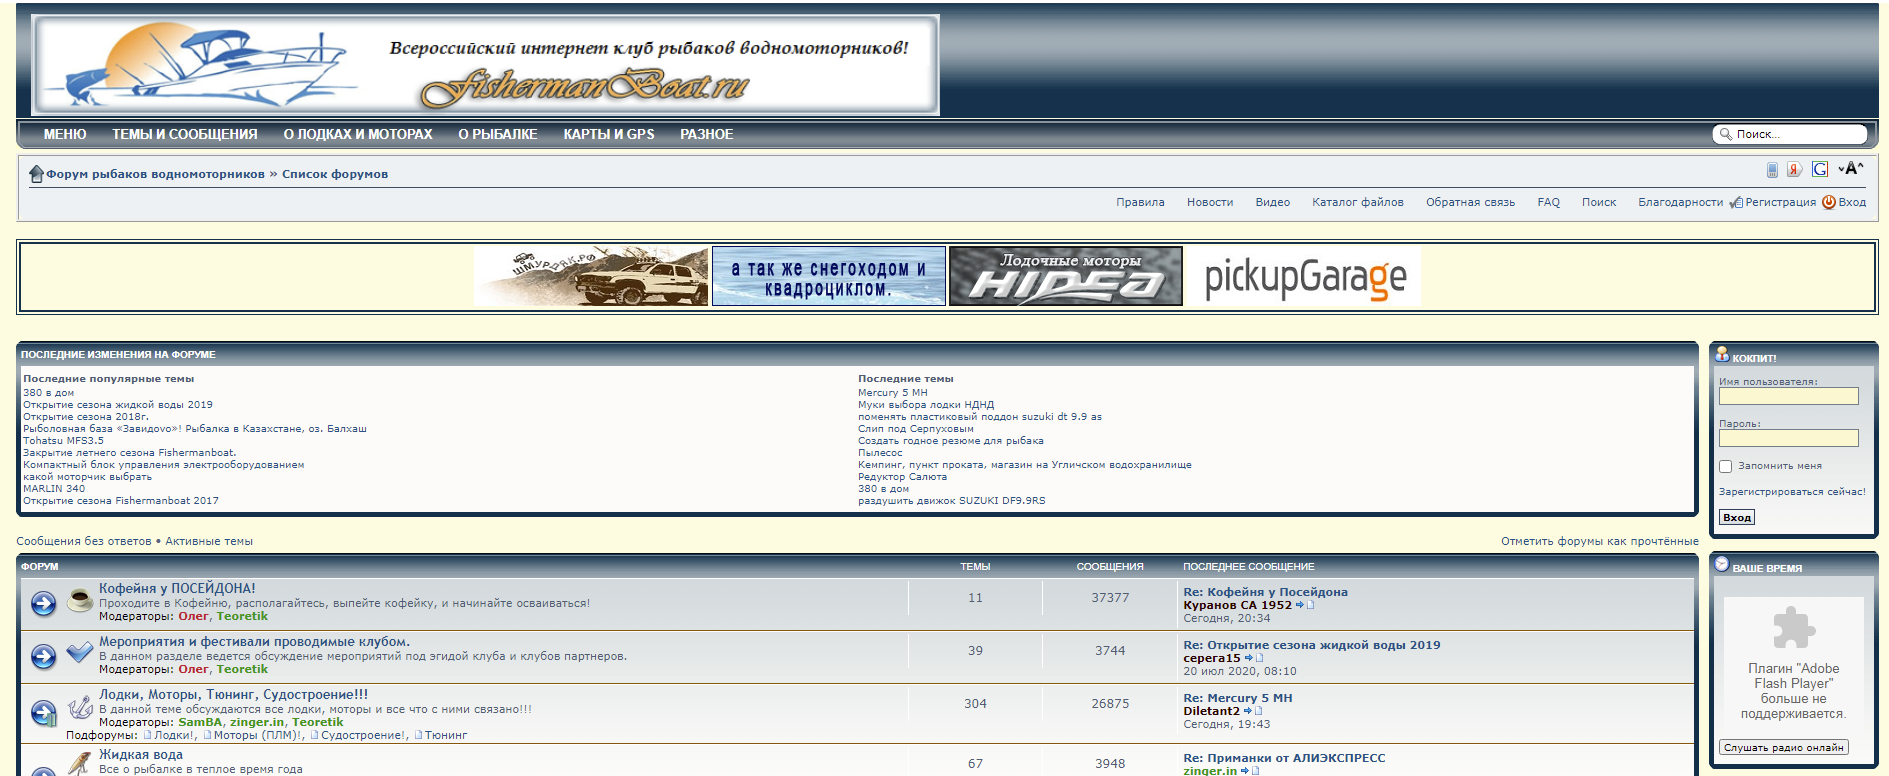 Всероссийский интернет клуб рыбаков водномоторников!
FishermanBoat.ru
МЕНЮ ТЕМЫ И СООБЩЕНИЯ О ЛОДКАХ И МОТОРАХ О РЫБАЛКЕ КАРТЫ И GPS РАЗНОЕ Поиск...
Форум рыбаков водномоторников » Список форумов
Правила Новости Видео Каталог файлов Обратная связь FAQ Поиск Благодарности Регистрация Вход
ШМУРДЯК.РФ
а так же снегоходом и
квадроциклом.
Лодочные моторы
HIDEA
pickupGarage
ПОСЛЕДНИЕ ИЗМЕНЕНИЯ НА ФОРУМЕ
Последние популярные темы
380 в дом
Открытие сезона жидкой воды 2019
Открытие сезона 2018г.
Рыболовная база «Завидоvо»! Рыбалка в Казахстане, оз. Балхаш
Tohatsu MFS3.5
Закрытие летнего сезона Fishermanboat.
Компактный блок управления электрооборудованием
какой моторчик выбрать
MARLIN 340
Открытие сезона Fishermanboat 2017
Последние темы
Mercury 5 MH
Муки выбора лодки НДНД
поменять пластиковый поддон suzuki dt 9.9 as
Слип под Серпуховым
Создать годное резюме для рыбака
Пылесос
Кемпинг, пункт проката, магазин на Угличском водохранилище
Редуктор Салюта
380 в дом
раздушить движок SUZUKI DF9.9RS
КОКПИТ!
Имя пользователя:
Пароль:
Запомнить меня
Зарегистрироваться сейчас!
Вход
Сообщения без ответов • Активные темы
Отметить форумы как прочтённые
ФОРУМ ТЕМЫ СООБЩЕНИЯ ПОСЛЕДНЕЕ СООБЩЕНИЕ
Кофейня у ПОСЕЙДОНА!
Проходите в Кофейню, располагайтесь, выпейте кофейку, и начинайте осваиваться!
Модераторы: Олег, Teoretik
11 37377
Re: Кофейня у Посейдона
Куранов СА 1952
Сегодня, 20:34
Мероприятия и фестивали проводимые клубом.
В данном разделе ведется обсуждение мероприятий под эгидой клуба и клубов партнеров.
Модераторы: Олег, Teoretik
39 3744
Re: Открытие сезона жидкой воды 2019
серега15
20 июл 2020, 08:10
Лодки, Моторы, Тюнинг, Судостроение!!!
В данной теме обсуждаются все лодки, моторы и все что с ними связано!!!
Модераторы: SamBA, zinger.in, Teoretik
Подфорумы: Лодки!, Моторы (ПЛМ)!, Судостроение!, Тюнинг
304 26875
Re: Mercury 5 MH
Diletant2
Сегодня, 19:43
Жидкая вода
Все о рыбалке в теплое время года
67 3948
Re: Приманки от АЛИЭКСПРЕСС
zinger.in
ВАШЕ ВРЕМЯ
Плагин "Adobe
Flash Player"
больше не
поддерживается.
Слушать радио онлайн